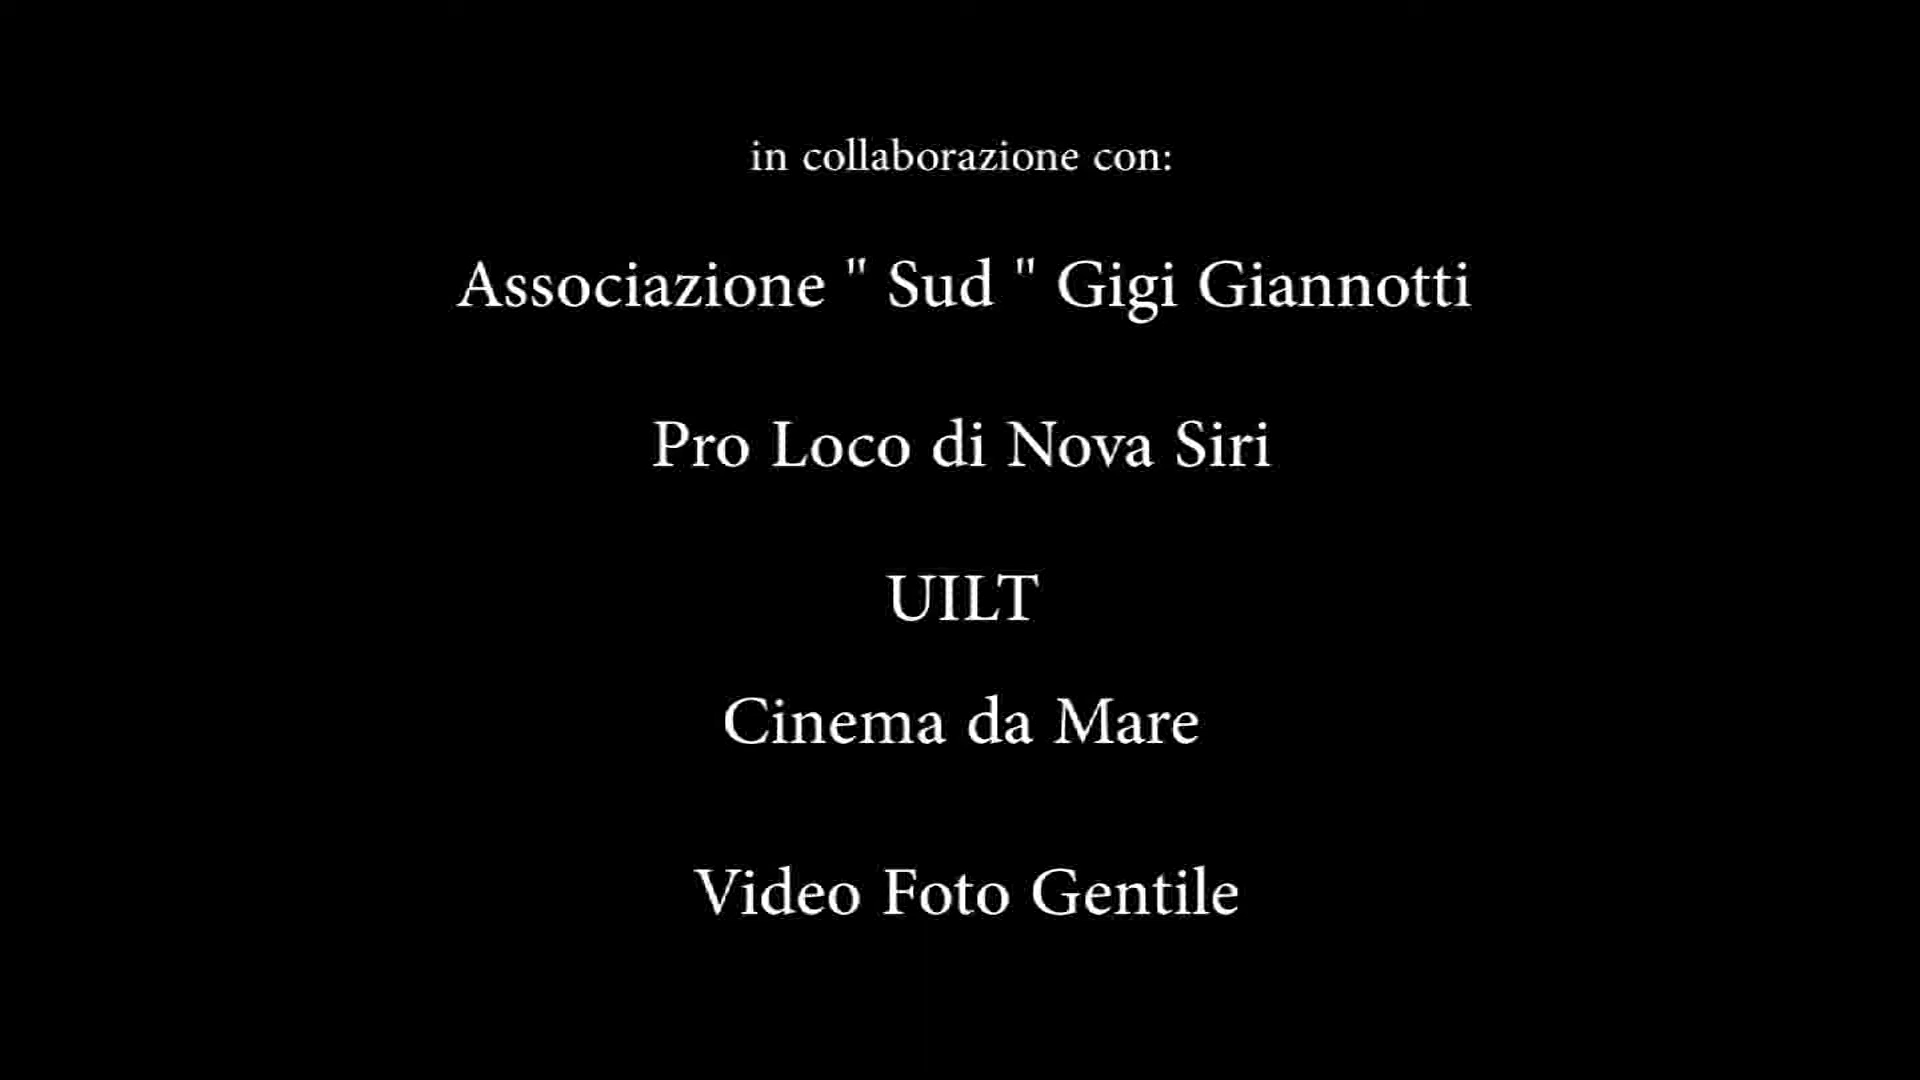 in collaborazione con:
Associazione " Sud " Gigi Giannotti
Pro Loco di Nova Siri
UILT
Cinema da Mare
Video Foto Gentile